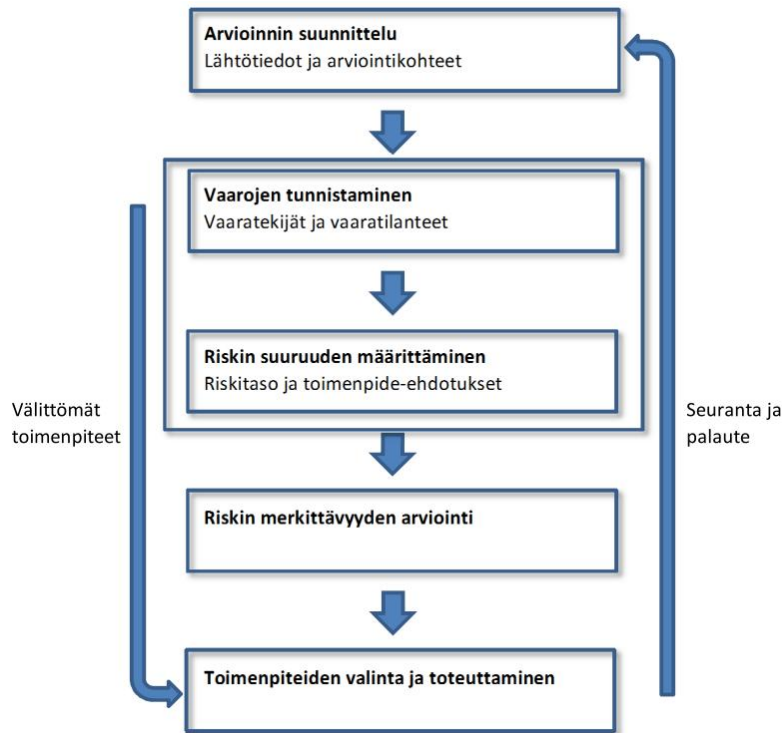 Arvioinnin suunnittelu
Lähtötiedot ja arviointikohteet
Vaarojen tunnistaminen
Vaaratekijät ja vaaratilanteet
Riskin suuruuden määrittäminen
Riskitaso ja toimenpide-ehdotukset
Välittömät
toimenpiteet
Seuranta ja
palaute
Riskin merkittävyyden arviointi
Toimenpiteiden valinta ja toteuttaminen